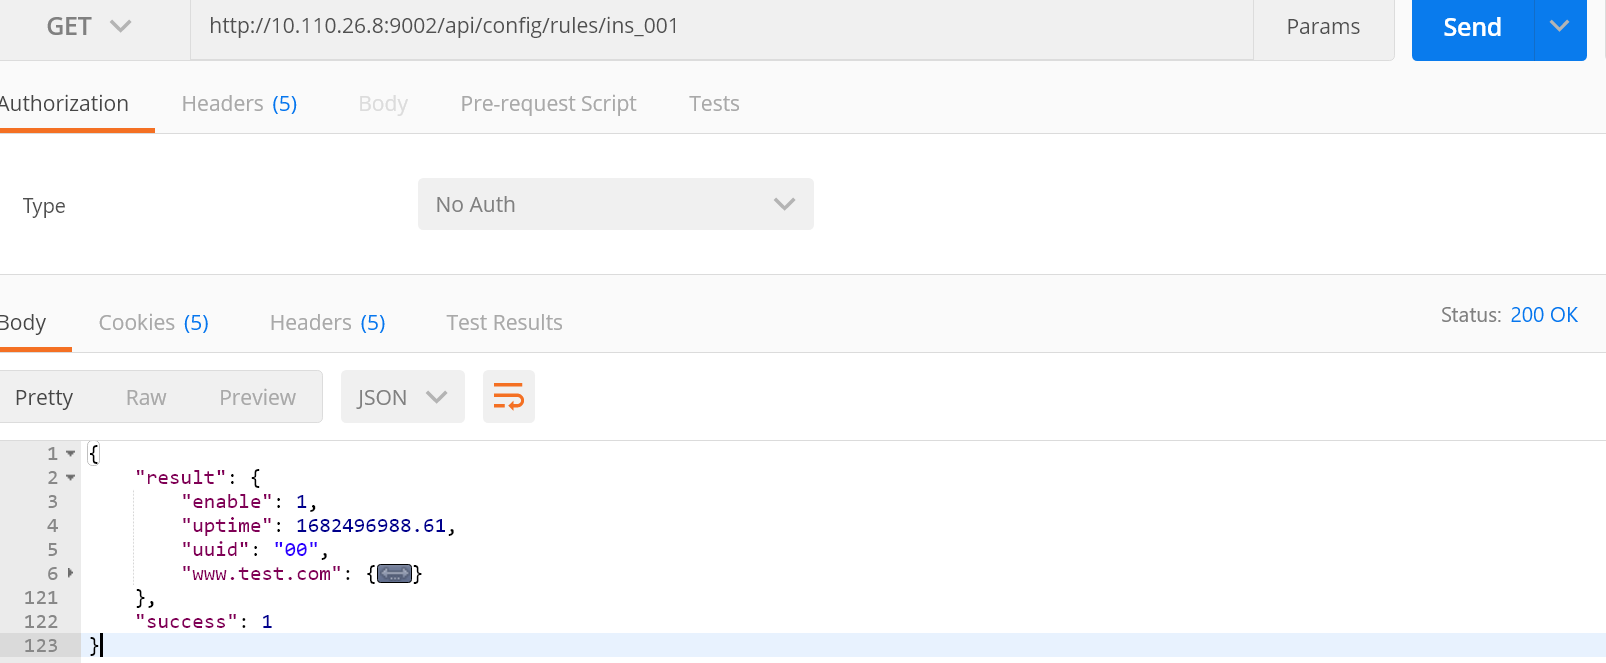 GET http://10.110.26.8:9002/api/config/rules/ins_001 Params Send
Authorization Headers (5) Body Pre-request Script Tests
Type No Auth
Body Cookies (5) Headers (5) Test Results Status: 200 OK
Pretty Raw Preview JSON
1 {
2 "result": {
3 "enable": 1,
4 "uptime": 1682496988.61,
5 "uuid": "00",
6 "www.test.com": {...}
121 },
122 "success": 1
123 }